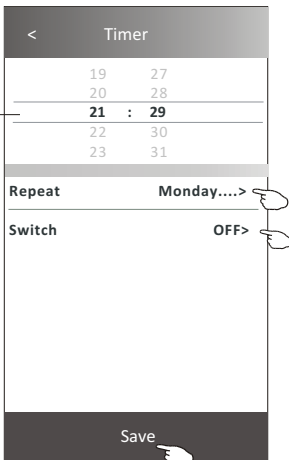 < Timer
19 27
20 28
21 : 29
22 30
23 31
Repeat Monday....>
Switch OFF>
Save